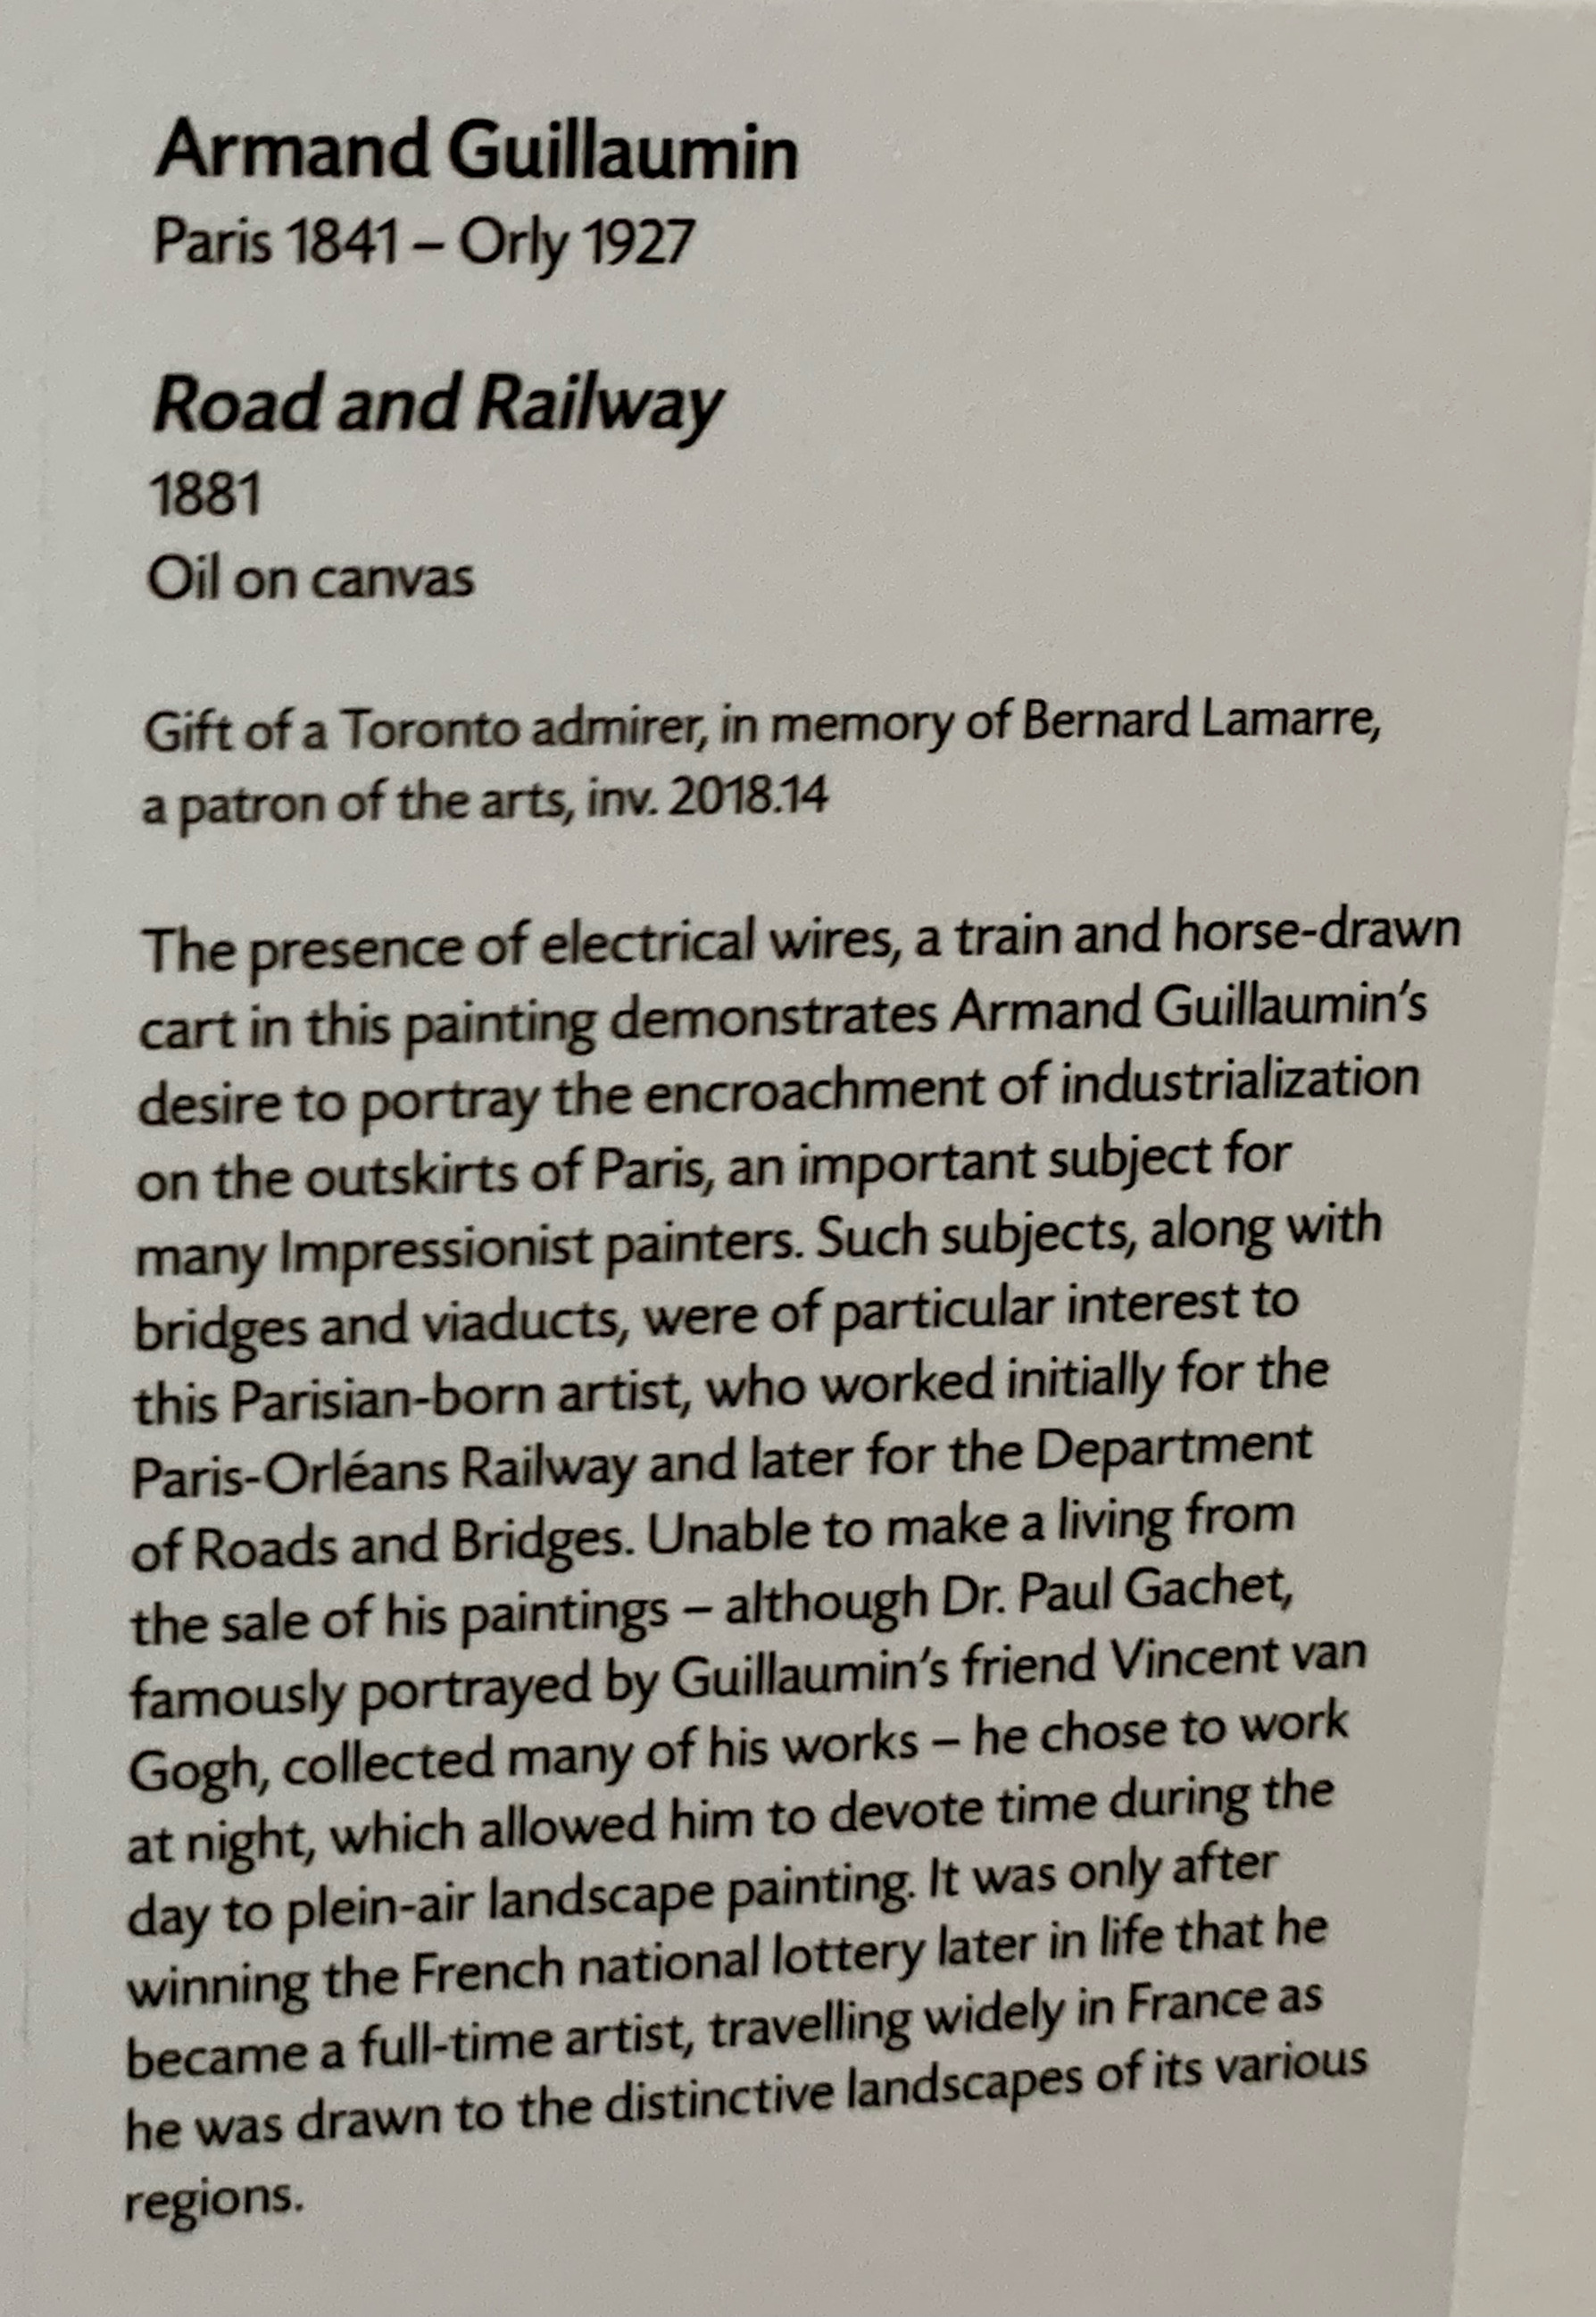 Armand Guillaumin
Paris 1841 – Orly 1927
Road and Railway
1881
Oil on canvas
Gift of a Toronto admirer, in memory of Bernard Lamarre,
a patron of the arts, inv. 2018.14
The presence of electrical wires, a train and horse-drawn
cart in this painting demonstrates Armand Guillaumin's
desire to portray the encroachment of industrialization
on the outskirts of Paris, an important subject for
many Impressionist painters. Such subjects, along with
bridges and viaducts, were of particular interest to
this Parisian-born artist, who worked initially for the
Paris-Orléans Railway and later for the Department
of Roads and Bridges. Unable to make a living from
the sale of his paintings – although Dr. Paul Gachet,
famously portrayed by Guillaumin's friend Vincent van
Gogh, collected many of his works – he chose to work
at night, which allowed him to devote time during the
day to plein-air landscape painting. It was only after
winning the French national lottery later in life that he
became a full-time artist, travelling widely in France as
he was drawn to the distinctive landscapes of its various
regions.